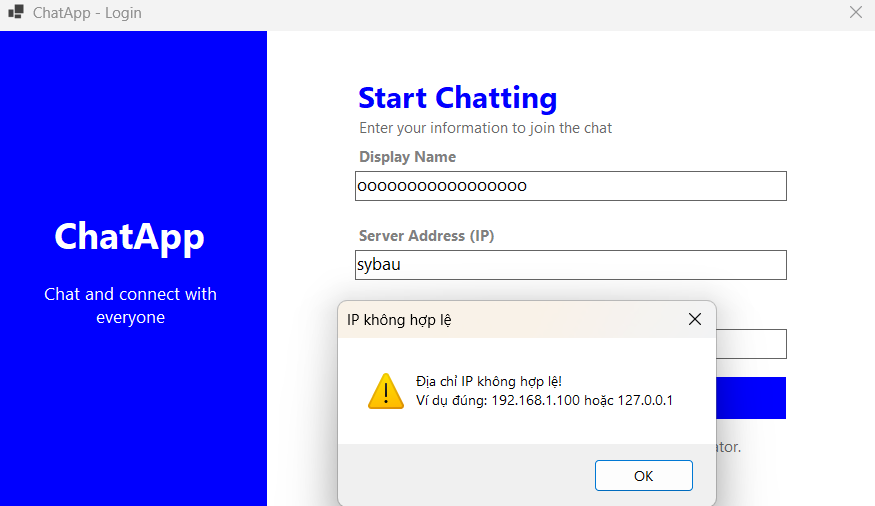 ChatApp - Login
ChatApp
Chat and connect with
everyone
Start Chatting
Enter your information to join the chat
Display Name
ooooooooooooooooo
Server Address (IP)
sybau
IP không hợp lệ
Địa chỉ IP không hợp lệ!
Ví dụ đúng: 192.168.1.100 hoặc 127.0.0.1
OK